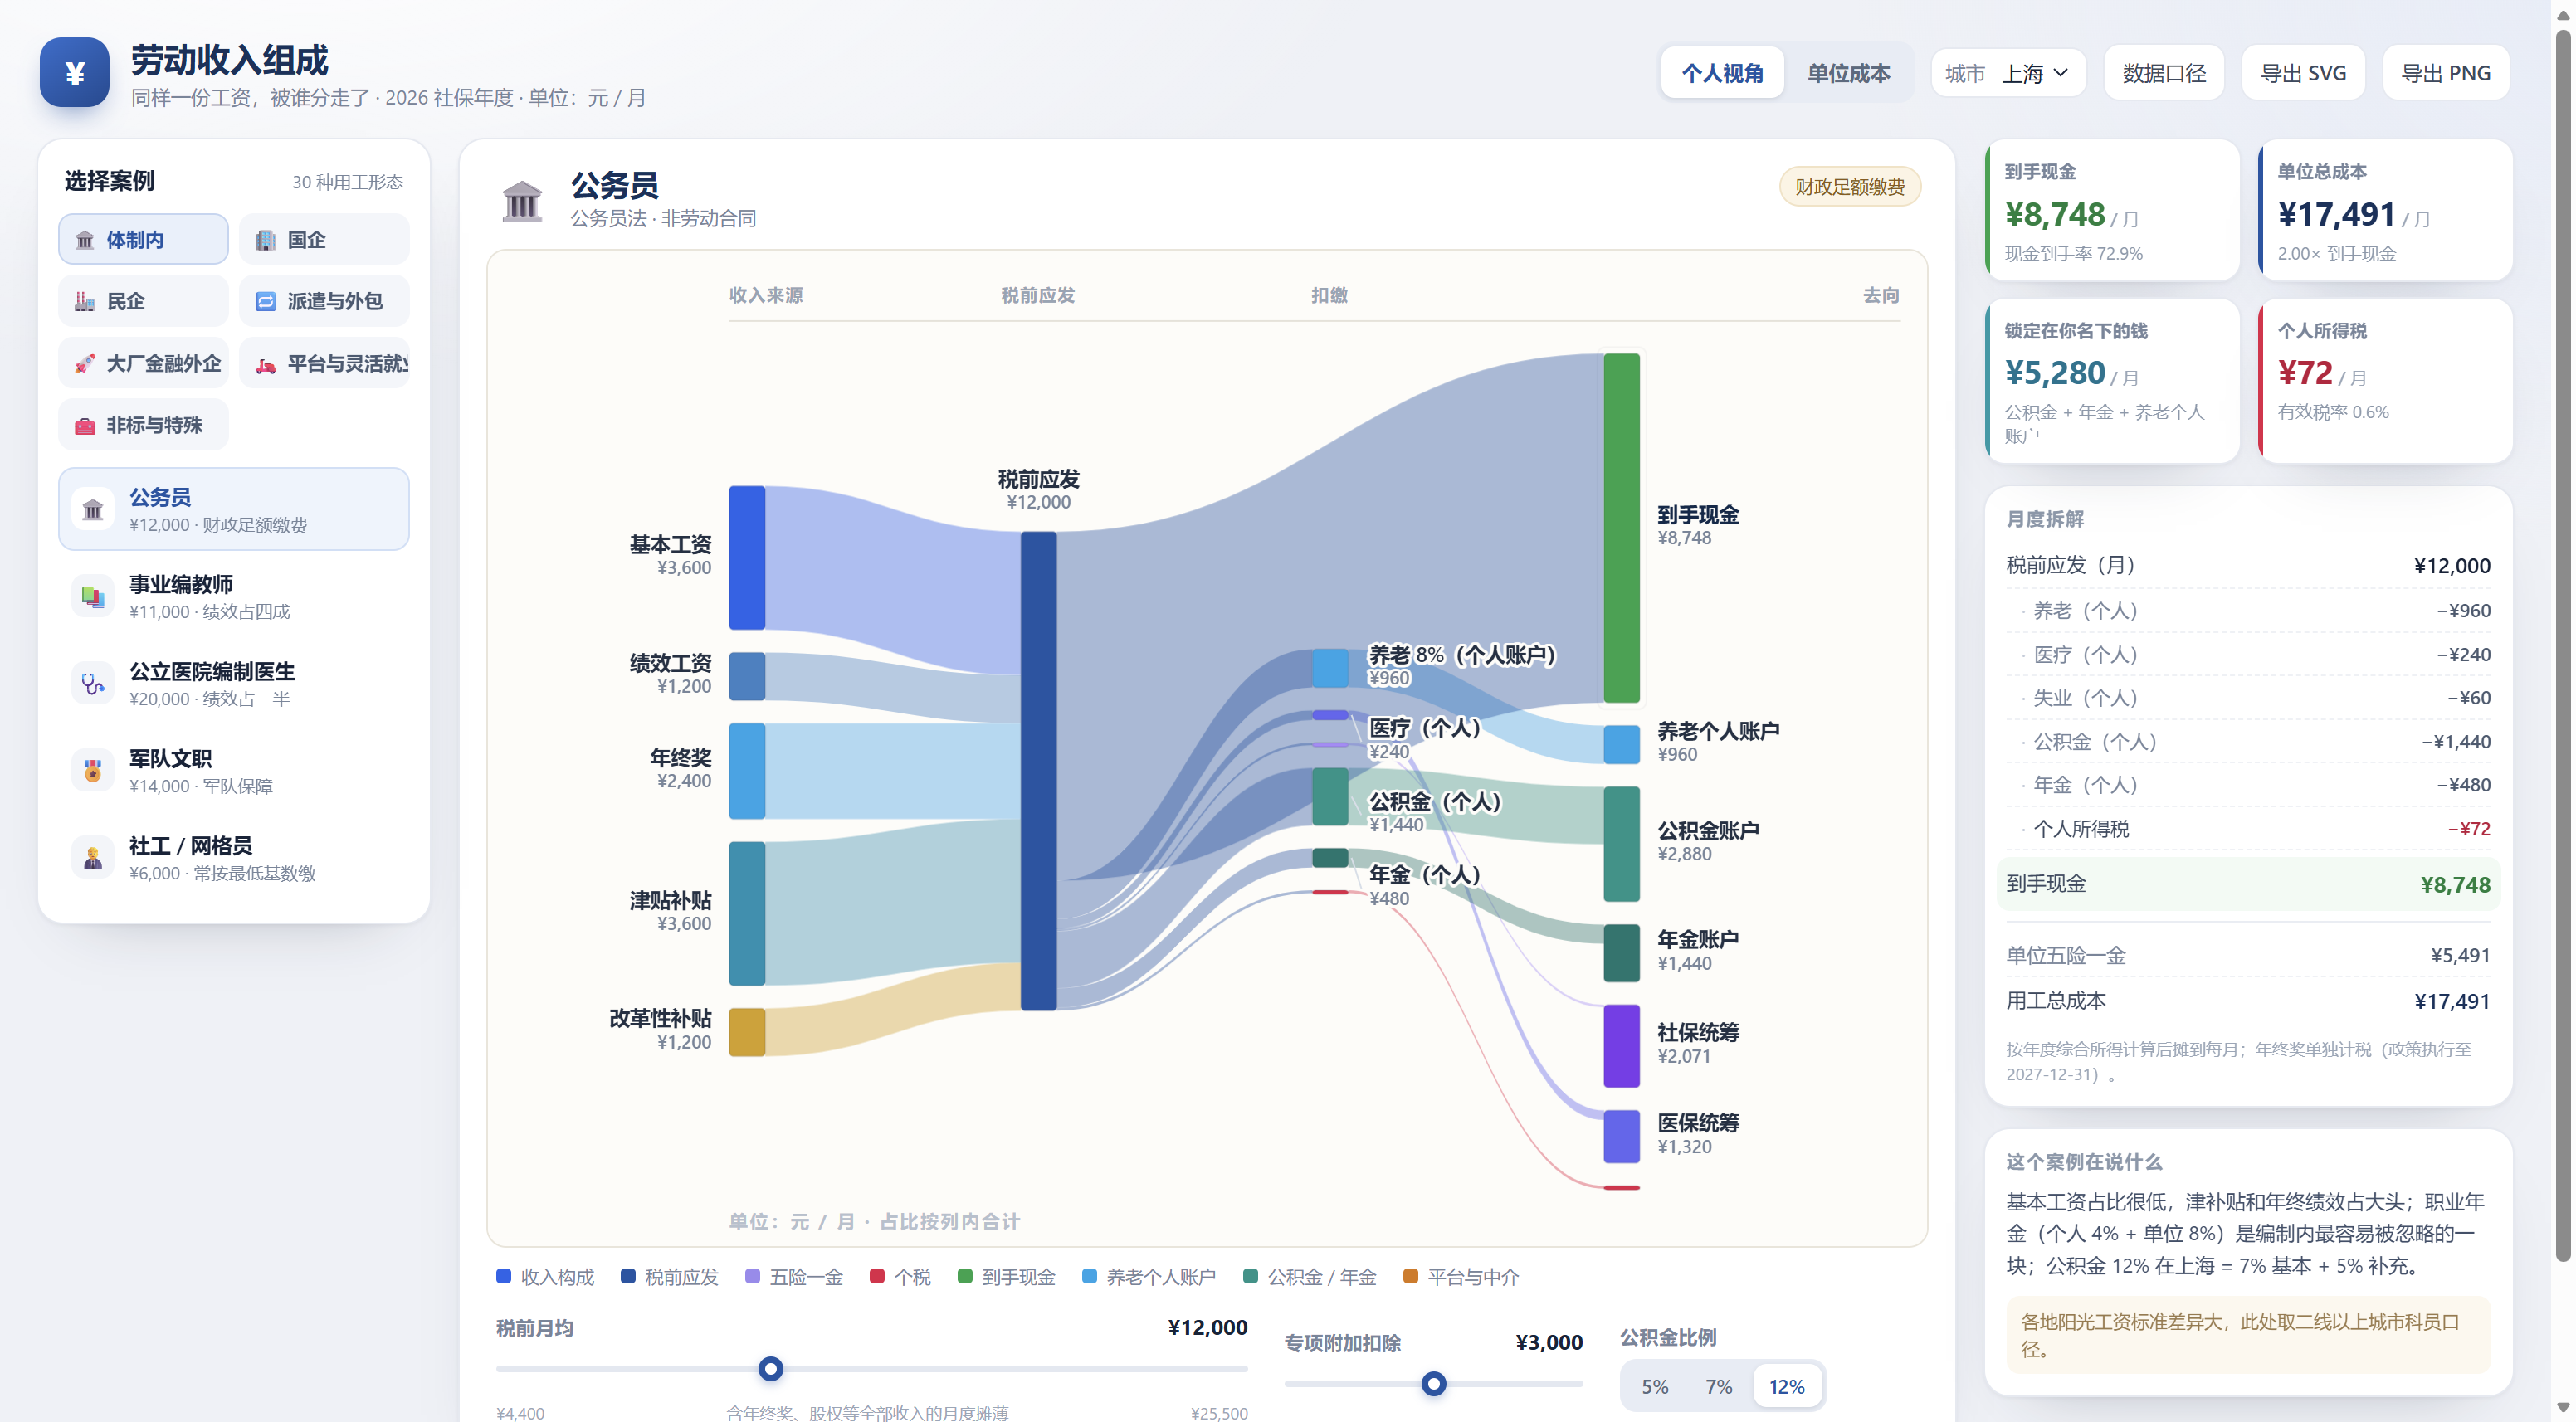 ¥
劳动收入组成
同样一份工资，被谁分走了 · 2026 社保年度 · 单位：元 / 月
个人视角
单位成本
城市 上海
数据口径
导出 SVG
导出 PNG
选择案例
30 种用工形态
体制内
国企
民企
派遣与外包
大厂金融外企
平台与灵活就
非标与特殊
公务员
¥12,000 · 财政足额缴费
事业编教师
¥11,000 · 绩效占四成
公立医院编制医生
¥20,000 · 绩效占一半
军队文职
¥14,000 · 军队保障
社工 / 网格员
¥6,000 · 常按最低基数缴
公务员
公务员法 · 非劳动合同
财政足额缴费
收入来源
税前应发
扣缴
去向
基本工资
¥3,600
绩效工资
¥1,200
年终奖
¥2,400
津贴补贴
¥3,600
改革性补贴
¥1,200
税前应发
¥12,000
养老 8%（个人账户）
¥960
医疗（个人）
¥240
公积金（个人）
¥1,440
年金（个人）
¥480
到手现金
¥8,748
养老个人账户
¥960
公积金账户
¥2,880
年金账户
¥1,440
社保统筹
¥2,071
医保统筹
¥1,320
单位：元 / 月 · 占比按列内合计
收入构成
税前应发
五险一金
个税
到手现金
养老个人账户
公积金 / 年金
平台与中介
税前月均
¥12,000
¥4,400
含年终奖、股权等全部收入的月度摊薄
¥25,500
专项附加扣除
¥3,000
公积金比例
5%
7%
12%
到手现金
¥8,748 / 月
现金到手率 72.9%
单位总成本
¥17,491 / 月
2.00× 到手现金
锁定在你名下的钱
¥5,280 / 月
公积金 + 年金 + 养老个人
账户
个人所得税
¥72 / 月
有效税率 0.6%
月度拆解
税前应发（月） ¥12,000
· 养老（个人） −¥960
· 医疗（个人） −¥240
· 失业（个人） −¥60
· 公积金（个人） −¥1,440
· 年金（个人） −¥480
· 个人所得税 −¥72
到手现金 ¥8,748
单位五险一金 ¥5,491
用工总成本 ¥17,491
按年度综合所得计算后摊到每月；年终奖单独计税（政策执行至
2027-12-31）。
这个案例在说什么
基本工资占比很低，津补贴和年终绩效占大头；职业年
金（个人 4% + 单位 8%）是编制内最容易被忽略的一
块；公积金 12% 在上海 = 7% 基本 + 5% 补充。
各地阳光工资标准差异大，此处取二线以上城市科员口
径。